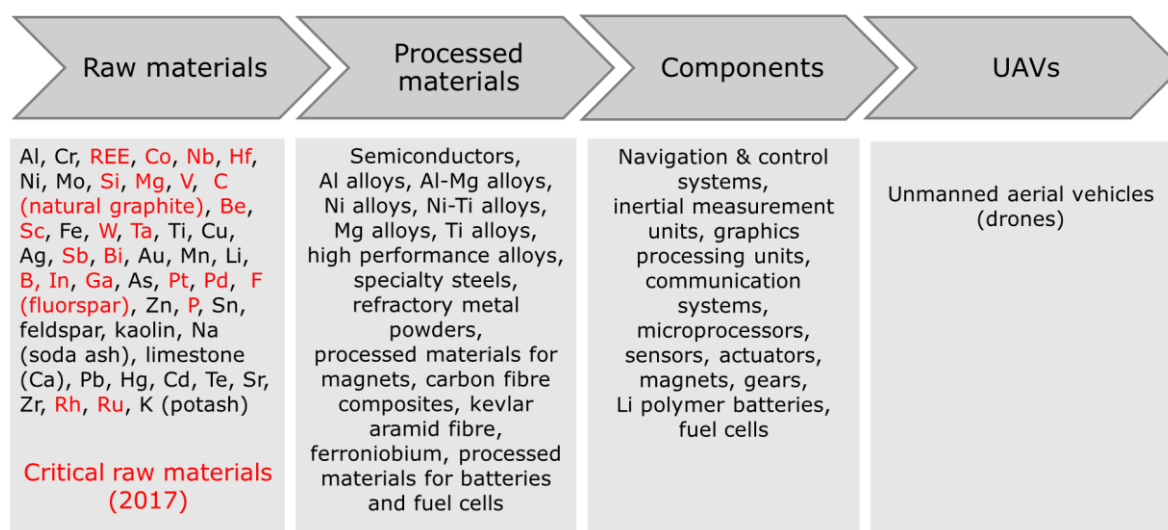 Raw materials
Processed
materials
Components
UAVs
Al, Cr, REE, Co, Nb, Hf,
Ni, Mo, Si, Mg, V, C
(natural graphite), Be,
Sc, Fe, W, Ta, Ti, Cu,
Ag, Sb, Bi, Au, Mn, Li,
B, In, Ga, As, Pt, Pd, F
(fluorspar), Zn, P, Sn,
feldspar, kaolin, Na
(soda ash), limestone
(Ca), Pb, Hg, Cd, Te, Sr,
Zr, Rh, Ru, K (potash)
Critical raw materials
(2017)
Semiconductors,
Al alloys, Al-Mg alloys,
Ni alloys, Ni-Ti alloys,
Mg alloys, Ti alloys,
high performance alloys,
specialty steels,
refractory metal
powders,
processed materials for
magnets, carbon fibre
composites, kevlar
aramid fibre,
ferroniobium, processed
materials for batteries
and fuel cells
Navigation & control
systems,
inertial measurement
units, graphics
processing units,
communication
systems,
microprocessors,
sensors, actuators,
magnets, gears,
Li polymer batteries,
fuel cells
Unmanned aerial vehicles
(drones)